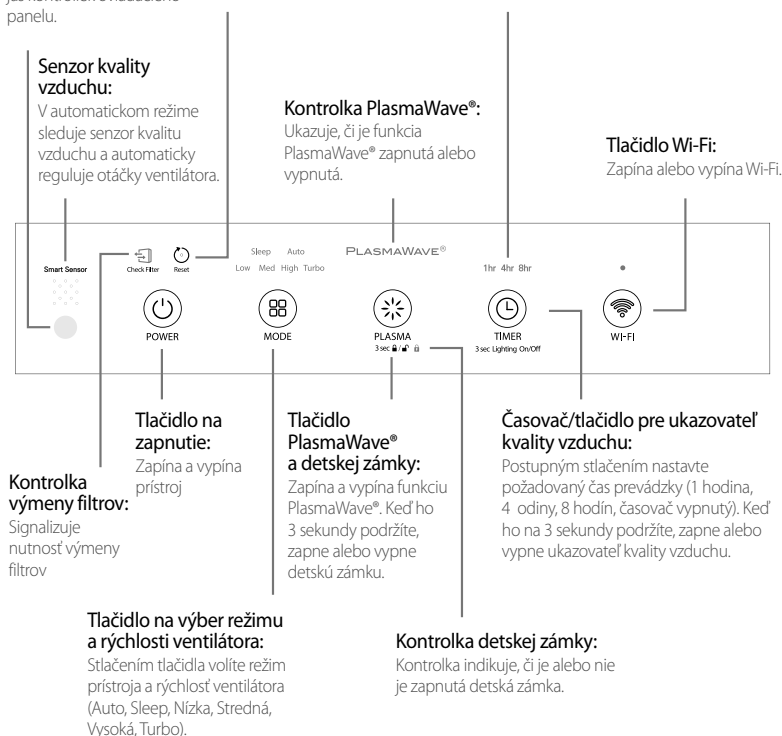 panelu.
Senzor kvality
vzduchu:
V automatickom režime
sleduje senzor kvalitu
vzduchu a automaticky
reguluje otáčky ventilátora.
Kontrolka PlasmaWave®:
Ukazuje, či je funkcia
PlasmaWave® zapnutá alebo
vypnutá.
Tlačidlo Wi-Fi:
Zapína alebo vypína Wi-Fi.
Smart Sensor
Check Filter
Reset
Sleep Auto
Low Med High Turbo
PLASMAWAVE®
1hr 4hr 8hr
POWER
MODE
PLASMA
3 sec /
TIMER
3 sec Lighting On/Off
WI-FI
Tlačidlo na
zapnutie:
Zapína a vypína
prístroj
Tlačidlo
PlasmaWave®
a detskej zámky:
Zapína a vypína funkciu
PlasmaWave®. Keď ho
3 sekundy podržíte,
zapne alebo vypne
detskú zámku.
Časovač/tlačidlo pre ukazovateľ
kvality vzduchu:
Postupným stlačením nastavte
požadovaný čas prevádzky (1 hodina,
4 odiny, 8 hodín, časovač vypnutý). Keď
ho na 3 sekundy podržíte, zapne alebo
vypne ukazovateľ kvality vzduchu.
Kontrolka
výmeny filtrov:
Signalizuje
nutnosť výmeny
filtrov
Tlačidlo na výber režimu
a rýchlosti ventilátora:
Stlačením tlačidla volíte režim
prístroja a rýchlosť ventilátora
(Auto, Sleep, Nízka, Stredná,
Vysoká, Turbo).
Kontrolka detskej zámky:
Kontrolka indikuje, či je alebo nie
je zapnutá detská zámka.